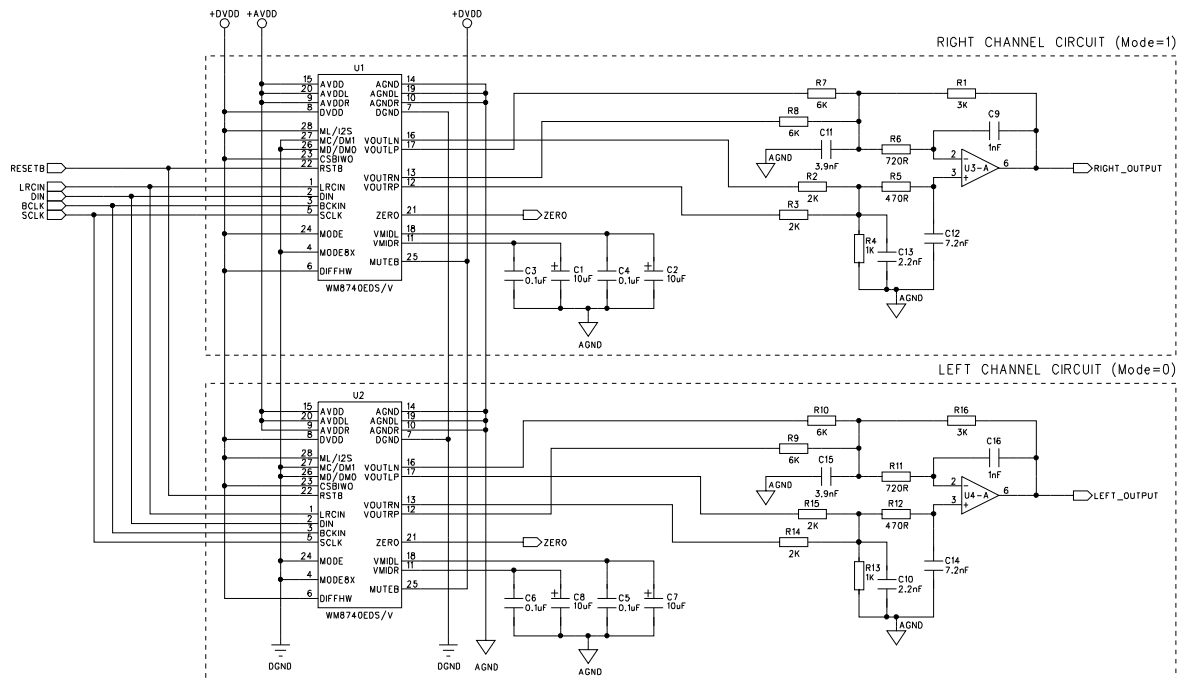 +DVDD +AVDD +DVDD
RIGHT CHANNEL CIRCUIT (Mode=1)
U1
15 AVDD AGND 14
20 AVDDL AGNDL 19
9 AVDDR AGNDR 10
8 DVDD DGND 7
28 ML/I2S
27 MC/DM1 VOUTLN 16
26 MD/DM0 VOUTLP 17
23 CSBIWO
22 RSTB
VOUTRN 13
1 LRCIN VOUTRP 12
2 DIN
3 BCKIN
5 SCLK ZERO 21
24 MODE VMIDL 18
VMIDR 11
4 MODE8X
MUTEB 25
6 DIFFHW
WM8740EDS/V
RESETB
LRCIN
DIN
BCLK
SCLK
ZERO
C3
0.1uF
+
C1
10uF
C4
0.1uF
+
C2
10uF
AGND
R7
6K
R1
3K
R8
6K
C9
1nF
C11
3.9nF
AGND
R6
720R
2 −
U3-A
6
3 +
RIGHT_OUTPUT
R2
2K
R5
470R
R3
2K
R4
1K
C13
2.2nF
C12
7.2nF
AGND
LEFT CHANNEL CIRCUIT (Mode=0)
U2
15 AVDD AGND 14
20 AVDDL AGNDL 19
9 AVDDR AGNDR 10
8 DVDD DGND 7
28 ML/I2S
27 MC/DM1 VOUTLN 16
26 MD/DM0 VOUTLP 17
23 CSBIWO
22 RSTB
VOUTRN 13
1 LRCIN VOUTRP 12
2 DIN
3 BCKIN
5 SCLK ZERO 21
24 MODE VMIDL 18
VMIDR 11
4 MODE8X
MUTEB 25
6 DIFFHW
WM8740EDS/V
ZERO
C6
0.1uF
+
C8
10uF
C5
0.1uF
+
C7
10uF
AGND
R10
6K
R16
3K
R9
6K
C16
1nF
C15
3.9nF
AGND
R11
720R
2 −
U4-A
6
3 +
LEFT_OUTPUT
R15
2K
R12
470R
R14
2K
R13
1K
C10
2.2nF
C14
7.2nF
AGND
DGND
DGND
AGND